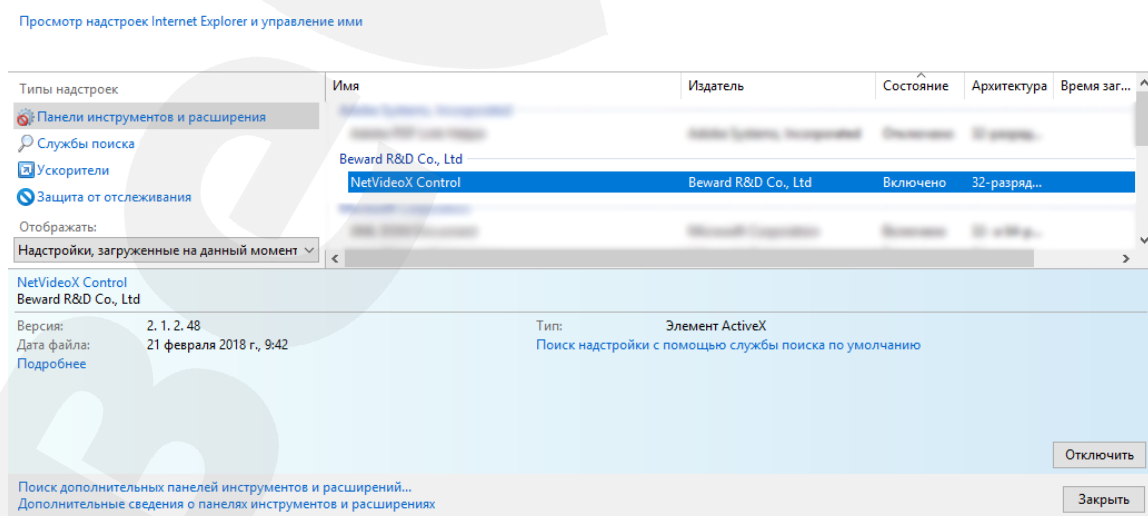 Просмотр надстроек Internet Explorer и управление ими
Типы надстроек
Панели инструментов и расширения
Службы поиска
Ускорители
Защита от отслеживания
Отображать:
Надстройки, загруженные на данный момент
Имя Издатель Состояние Архитектура Время заг...
Beward R&D Co., Ltd
NetVideoX Control Beward R&D Co., Ltd Включено 32-разряд...
NetVideoX Control
Beward R&D Co., Ltd
Версия: 2. 1. 2. 48
Дата файла: 21 февраля 2018 г., 9:42
Подробнее
Тип: Элемент ActiveX
Поиск надстройки с помощью службы поиска по умолчанию
Отключить
Поиск дополнительных панелей инструментов и расширений...
Дополнительные сведения о панелях инструментов и расширениях
Закрыть